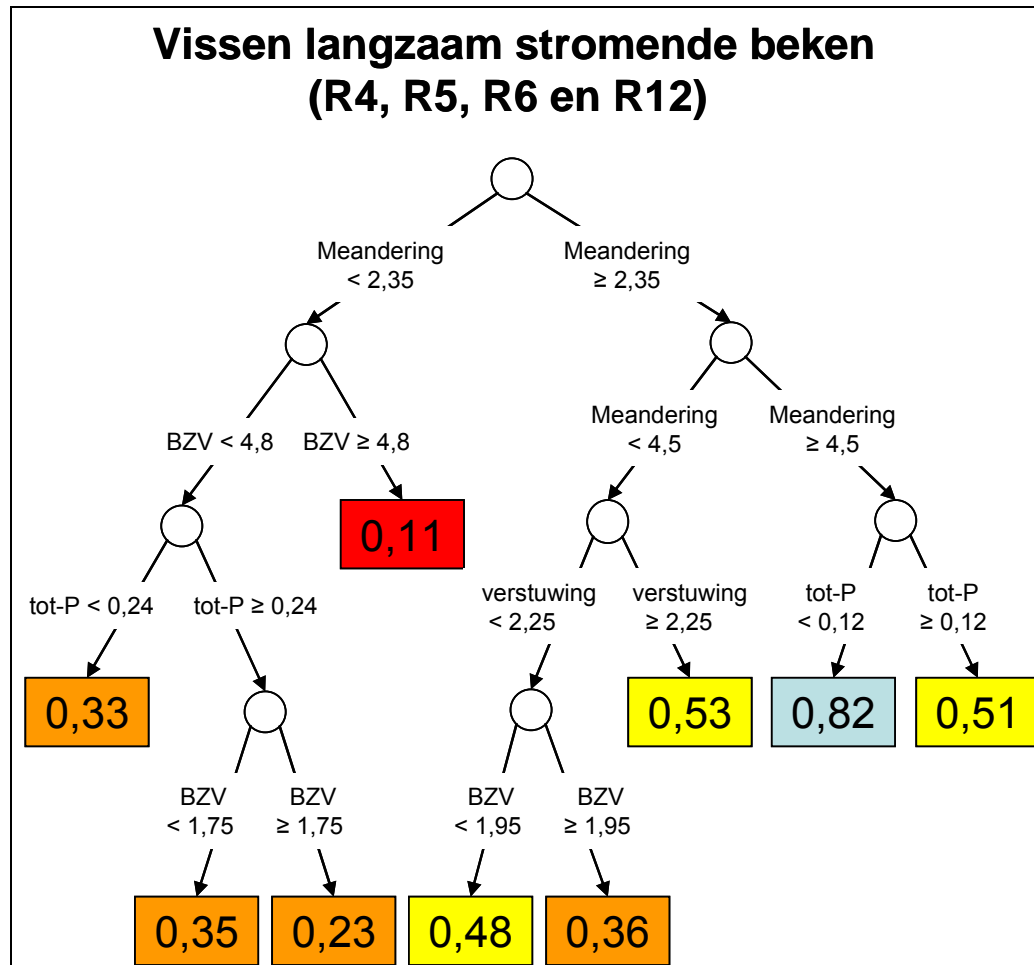 Vissen langzaam stromende beken
(R4, R5, R6 en R12)
Meandering
< 2,35
Meandering
≥ 2,35
Meandering
< 4,5
Meandering
≥ 4,5
BZV < 4,8
BZV ≥ 4,8
0,11
tot-P < 0,24
tot-P ≥ 0,24
verstuwing
< 2,25
verstuwing
≥ 2,25
tot-P
< 0,12
tot-P
≥ 0,12
0,33
0,53
0,82
0,51
BZV
< 1,75
BZV
≥ 1,75
BZV
< 1,95
BZV
≥ 1,95
0,35
0,23
0,48
0,36